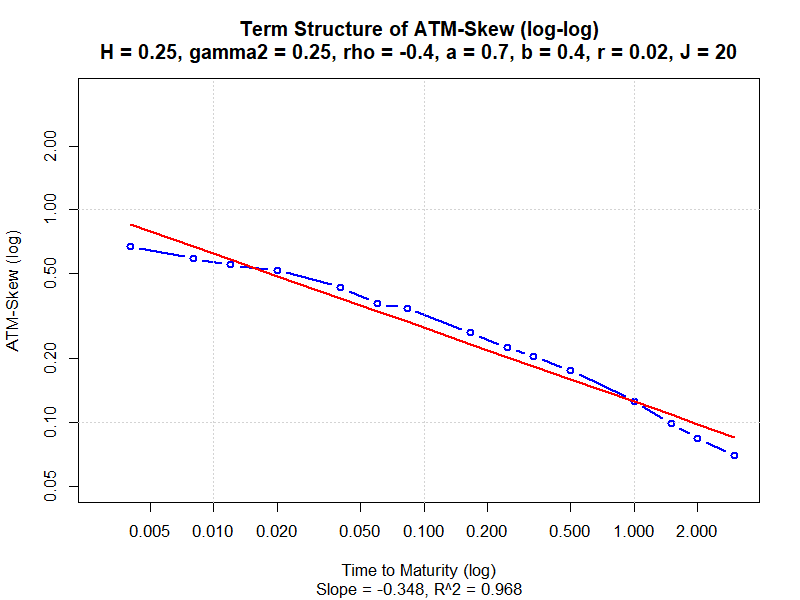 Term Structure of ATM-Skew (log-log)
H = 0.25, gamma2 = 0.25, rho = -0.4, a = 0.7, b = 0.4, r = 0.02, J = 20
ATM-Skew (log)
2.00
1.00
0.50
0.20
0.10
0.05
0.005 0.010 0.020 0.050 0.100 0.200 0.500 1.000 2.000
Time to Maturity (log)
Slope = -0.348, R^2 = 0.968